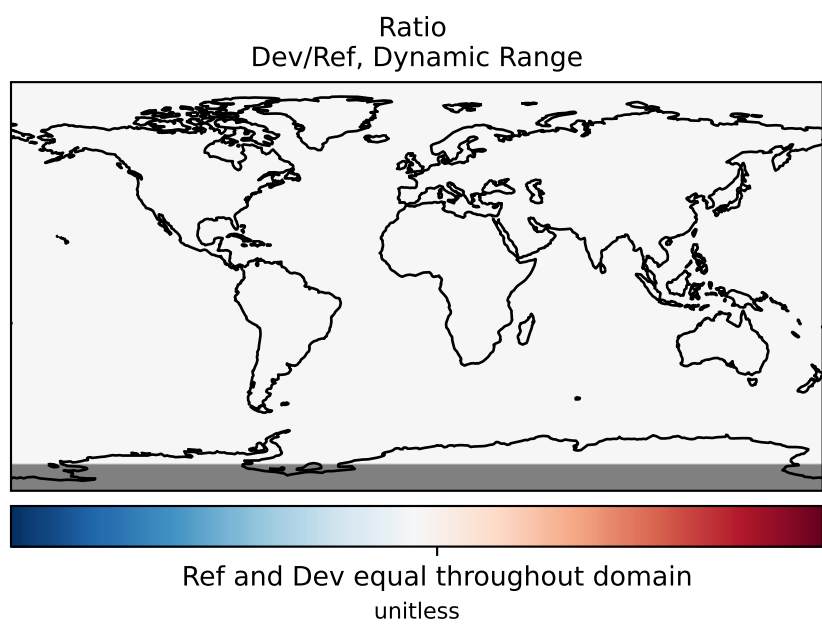 Ratio
Dev/Ref, Dynamic Range
Ref and Dev equal throughout domain
unitless